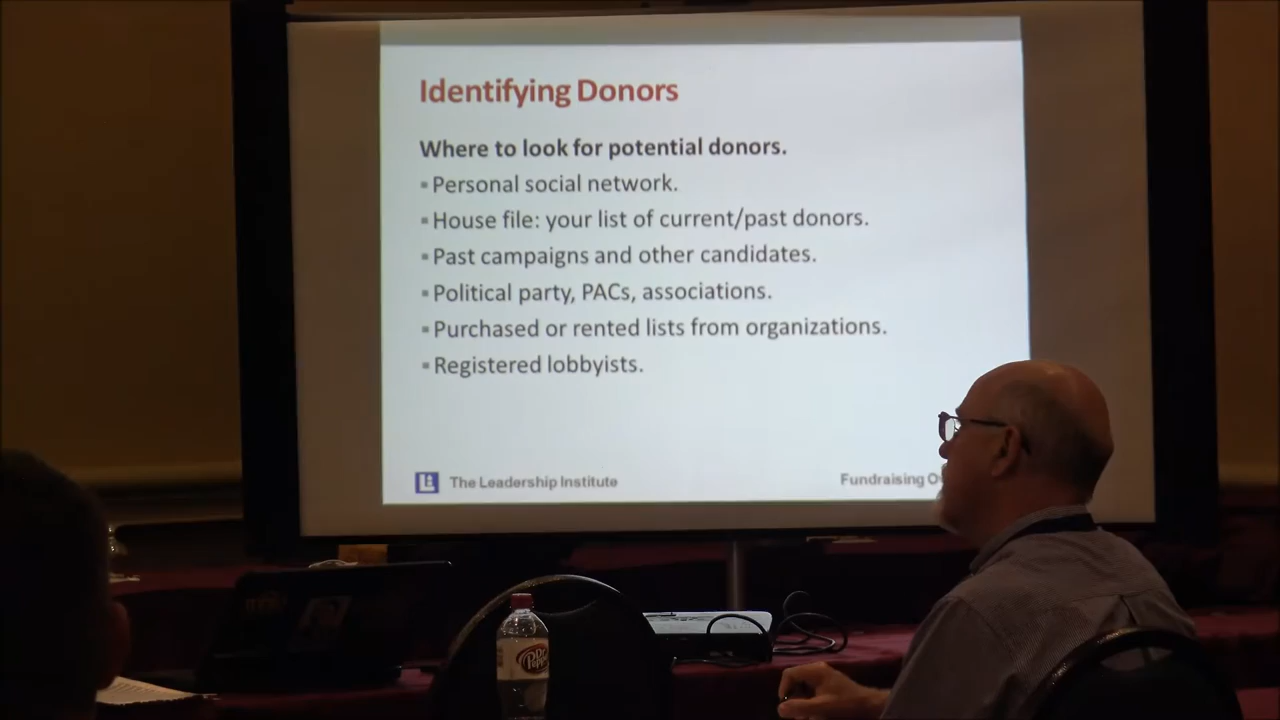 Identifying Donors
Where to look for potential donors.
▪ Personal social network.
▪ House file: your list of current/past donors.
▪ Past campaigns and other candidates.
▪ Political party, PACs, associations.
▪ Purchased or rented lists from organizations.
▪ Registered lobbyists.
The Leadership Institute
Fundraising
Dr Pepper